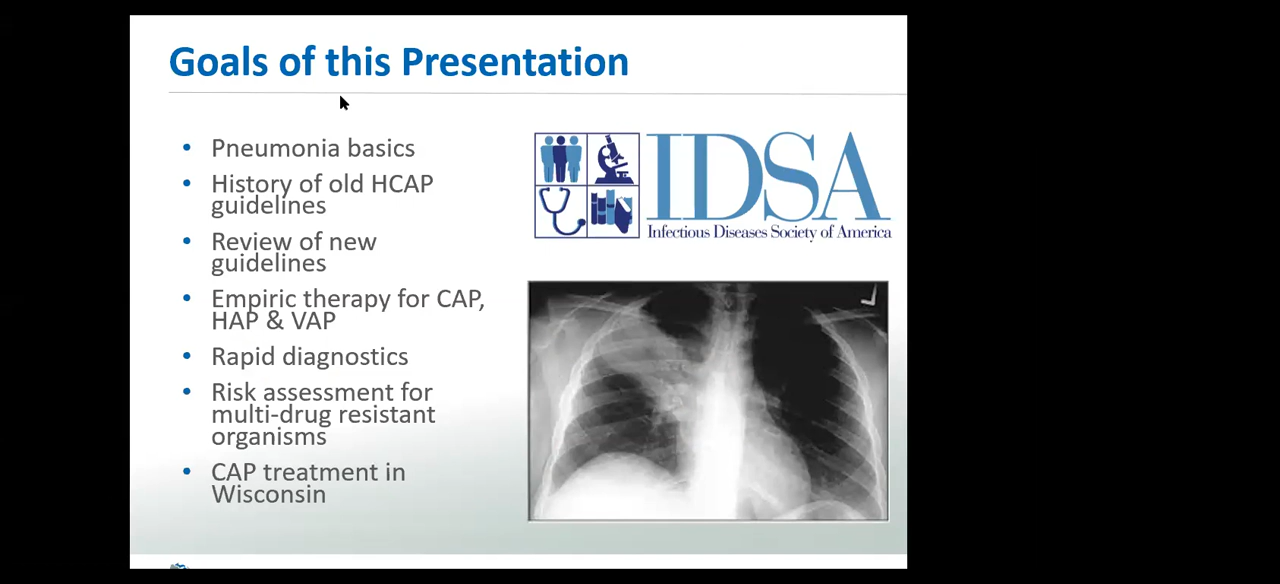 Goals of this Presentation
• Pneumonia basics
• History of old HCAP
guidelines
• Review of new
guidelines
• Empiric therapy for CAP,
HAP & VAP
• Rapid diagnostics
• Risk assessment for
multi-drug resistant
organisms
• CAP treatment in
Wisconsin
IDSA
Infectious Diseases Society of America
L